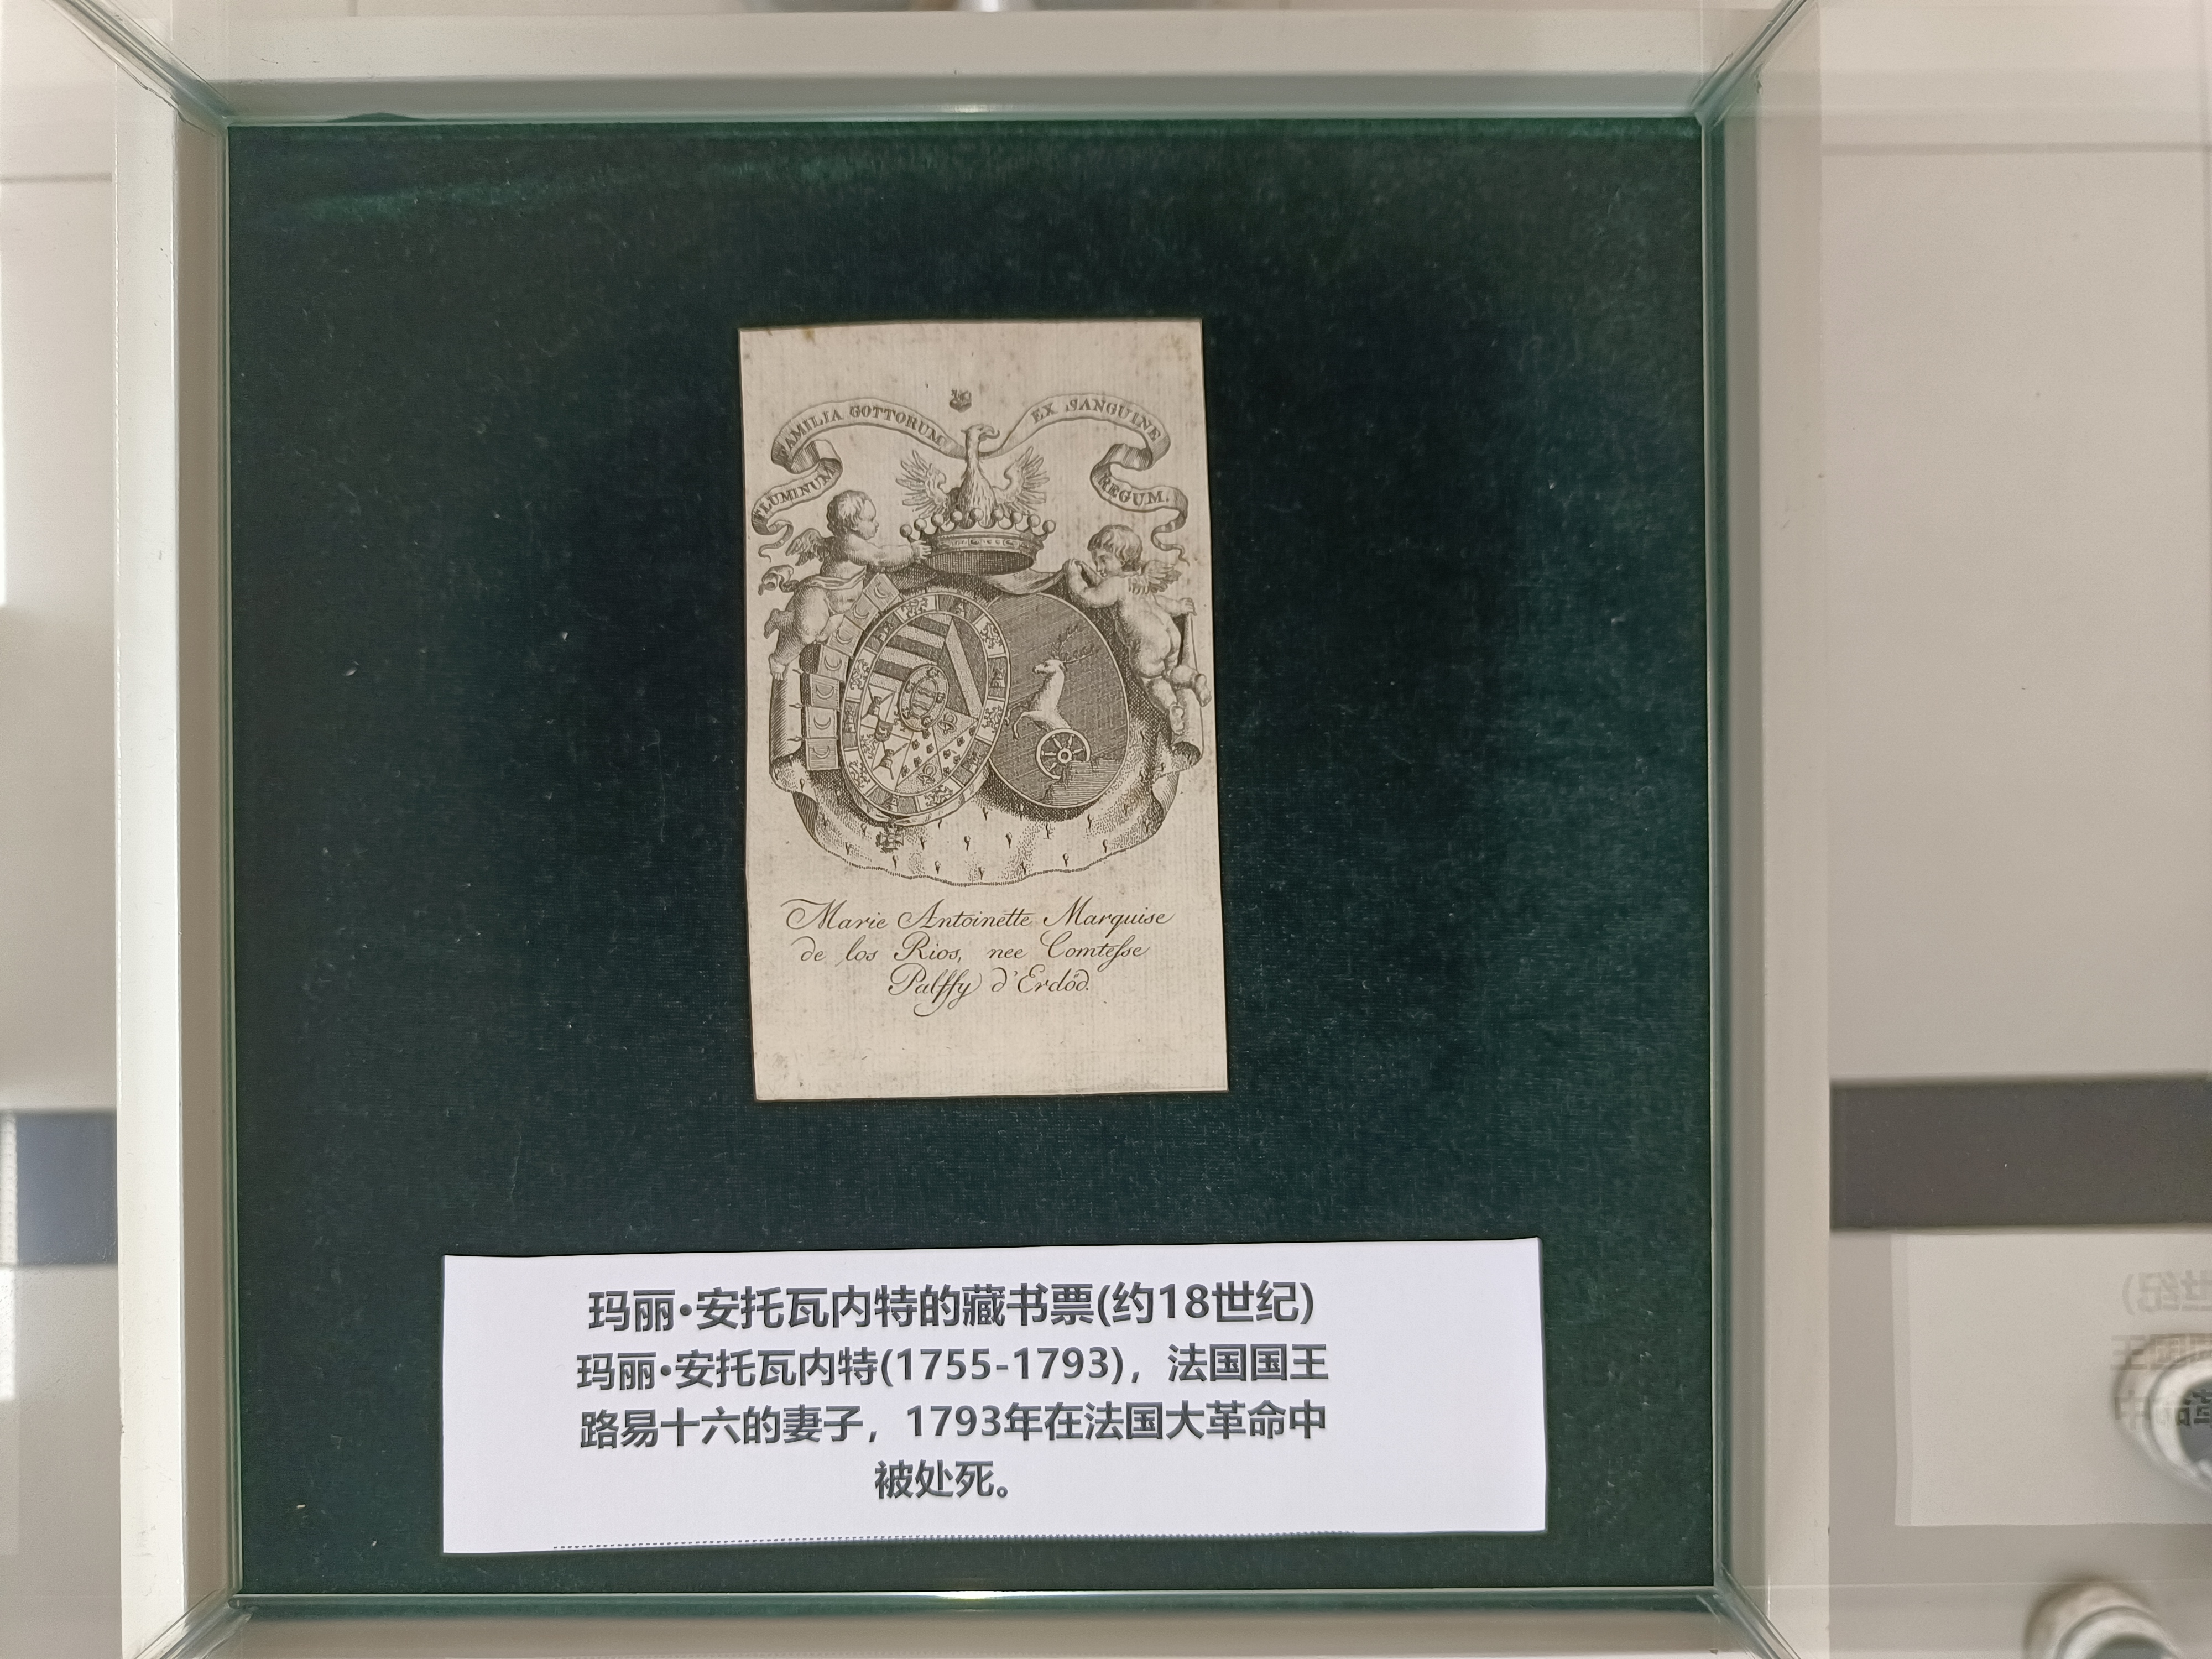 FLUMINUM FAMILIA GOTTORUM EX SANGUINE REGUM.
Marie Antoinette Marquise
de los Rios, nee Comtesse
Palffy d'Erdőd.
玛丽•安托瓦内特的藏书票(约18世纪)
玛丽•安托瓦内特(1755-1793)，法国国王
路易十六的妻子，1793年在法国大革命中
被处死。